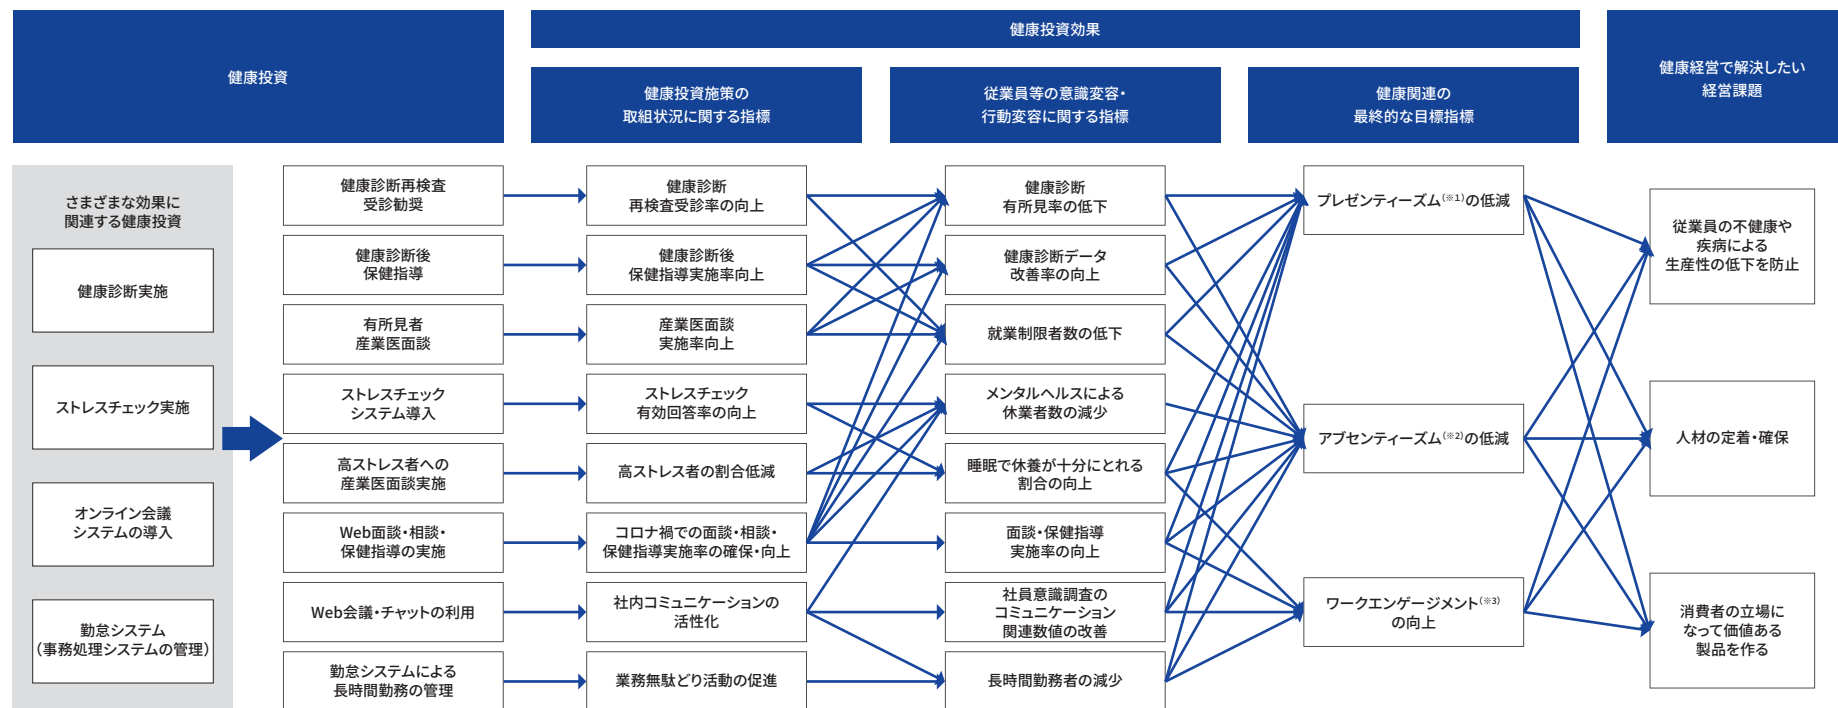 健康投資
健康投資効果
健康投資施策の
取組状況に関する指標
従業員等の意識変容・
行動変容に関する指標
健康関連の
最終的な目標指標
健康経営で解決したい
経営課題
さまざまな効果に
関連する健康投資
健康診断実施
ストレスチェック実施
オンライン会議
システムの導入
勤怠システム
（事務処理システムの管理）
健康診断再検査
受診勧奨
健康診断後
保健指導
有所見者
産業医面談
ストレスチェック
システム導入
高ストレス者への
産業医面談実施
Web面談・相談・
保健指導の実施
Web会議・チャットの利用
勤怠システムによる
長時間勤務の管理
健康診断
再検査受診率の向上
健康診断後
保健指導実施率向上
産業医面談
実施率向上
ストレスチェック
有効回答率の向上
高ストレス者の割合低減
コロナ禍での面談・相談・
保健指導実施率の確保・向上
社内コミュニケーションの
活性化
業務無駄どり活動の促進
健康診断
有所見率の低下
健康診断データ
改善率の向上
就業制限者数の低下
メンタルヘルスによる
休業者数の減少
睡眠で休養が十分にとれる
割合の向上
面談・保健指導
実施率の向上
社員意識調査の
コミュニケーション
関連数値の改善
長時間勤務者の減少
プレゼンティーズム(※1)の低減
アブセンティーズム(※2)の低減
ワークエンゲージメント(※3)
の向上
従業員の不健康や
疾病による
生産性の低下を防止
人材の定着・確保
消費者の立場に
なって価値ある
製品を作る